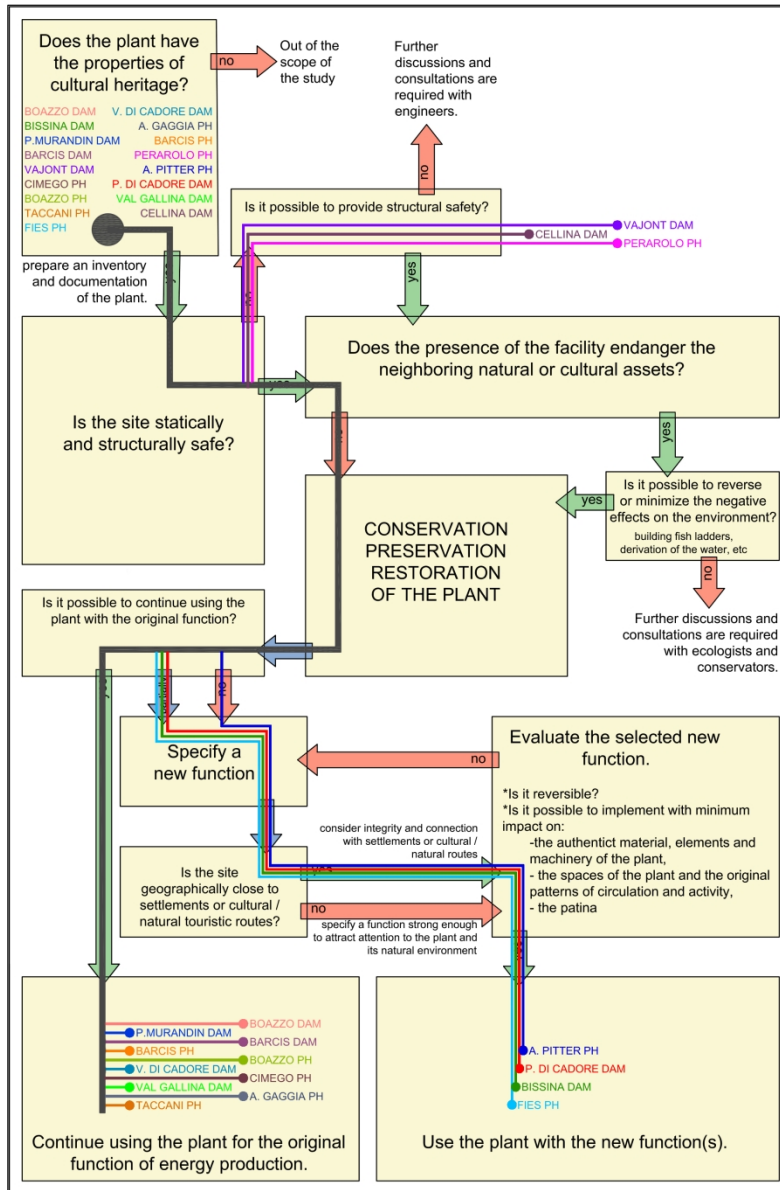 Does the plant have
the properties of
cultural heritage?
no
Out of the
scope of
the study
Further
discussions and
consultations are
required with
engineers.
BOAZZO DAM
V. DI CADORE DAM
BISSINA DAM
A. GAGGIA PH
P.MURANDIN DAM
BARCIS PH
BARCIS DAM
PERAROLO PH
VAJONT DAM
A. PITTER PH
CIMEGO PH
P. DI CADORE DAM
BOAZZO PH
VAL GALLINA DAM
TACCANI PH
CELLINA DAM
FIES PH
no
Is it possible to provide structural safety?
VAJONT DAM
CELLINA DAM
PERAROLO PH
prepare an inventory
and documentation
of the plant.
yes
no
yes
Does the presence of the facility endanger the
neighboring natural or cultural assets?
yes
Is the site statically
and structurally safe?
no
yes
Is it possible to reverse
or minimize the negative
effects on the environment?
building fish ladders,
derivation of the water, etc
yes
CONSERVATION
PRESERVATION
RESTORATION
OF THE PLANT
no
Further discussions and
consultations are required
with ecologists and
conservators.
Is it possible to continue using the
plant with the original function?
yes
partially
no
Specify a
new function
no
Evaluate the selected new
function.
*Is it reversible?
*Is it possible to implement with minimum
impact on:
-the authentict material, elements and
machinery of the plant,
- the spaces of the plant and the original
patterns of circulation and activity,
- the patina
consider integrity and connection
with settlements or cultural /
natural routes
yes
Is the site
geographically close to
settlements or cultural /
natural touristic routes?
no
specify a function strong enough
to attract attention to the plant and
its natural environment
yes
BOAZZO DAM
P.MURANDIN DAM
BARCIS DAM
BARCIS PH
BOAZZO PH
V. DI CADORE DAM
CIMEGO PH
VAL GALLINA DAM
A. GAGGIA PH
TACCANI PH
Continue using the plant for the original
function of energy production.
A. PITTER PH
P. DI CADORE DAM
BISSINA DAM
FIES PH
Use the plant with the new function(s).